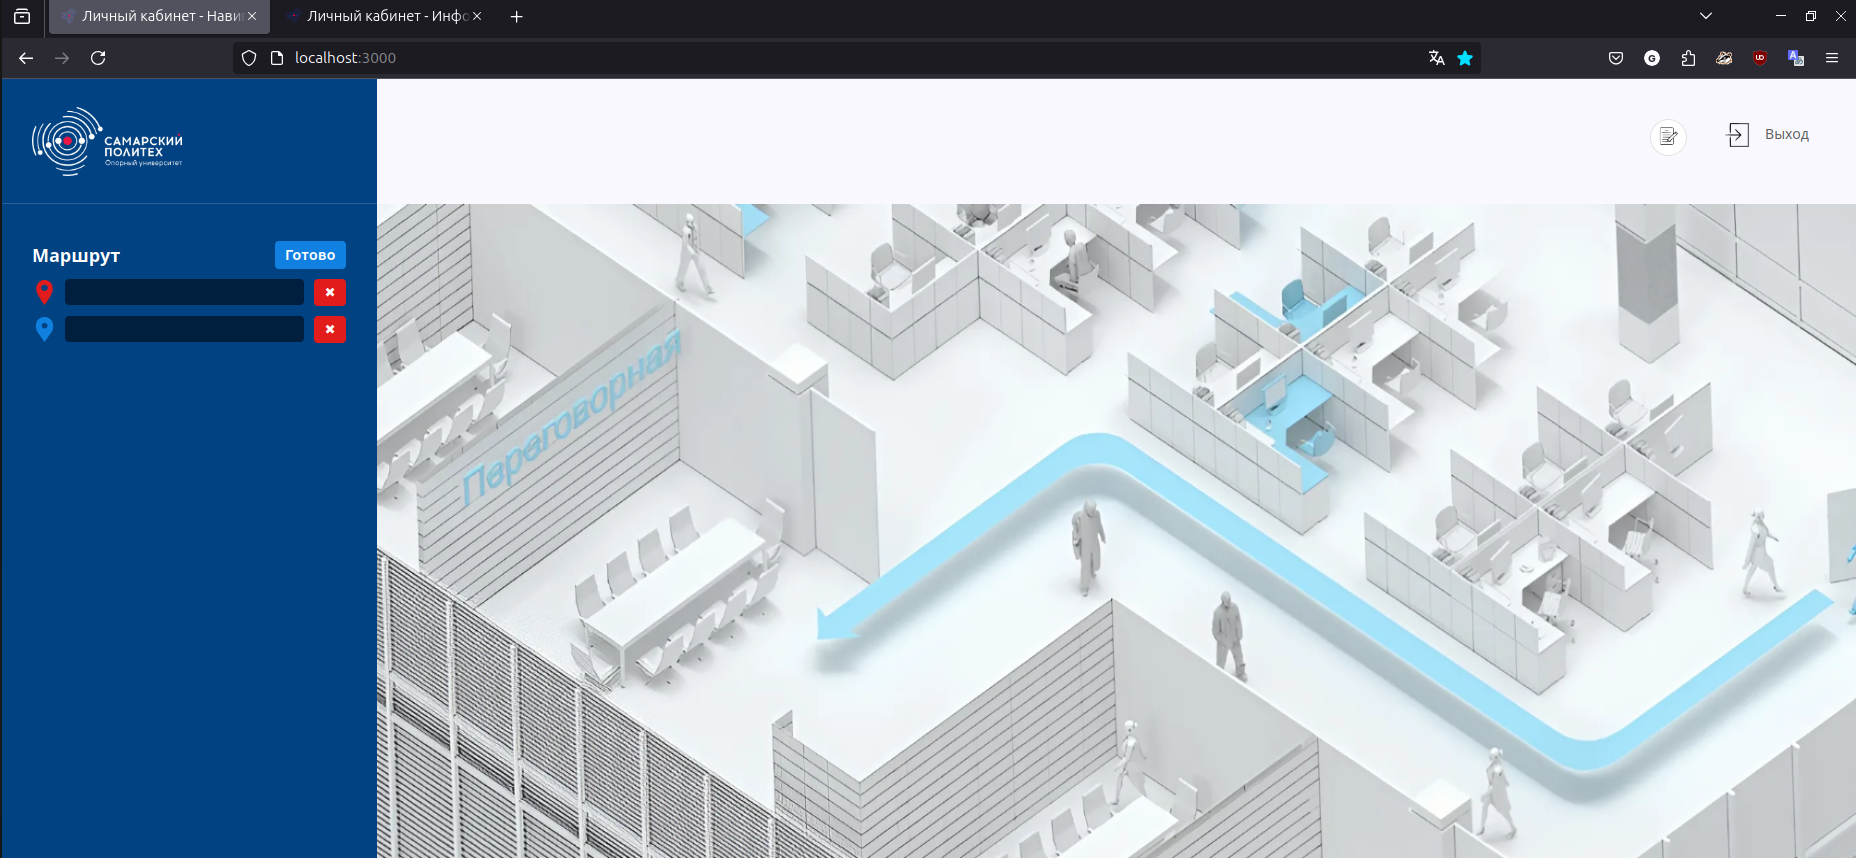 Личный кабинет - Нави
Личный кабинет - Инфо
localhost:3000
САМАРСКИЙ
ПОЛИТЕХ
Опорный университет
Выход
Маршрут
Готово
Переговорная